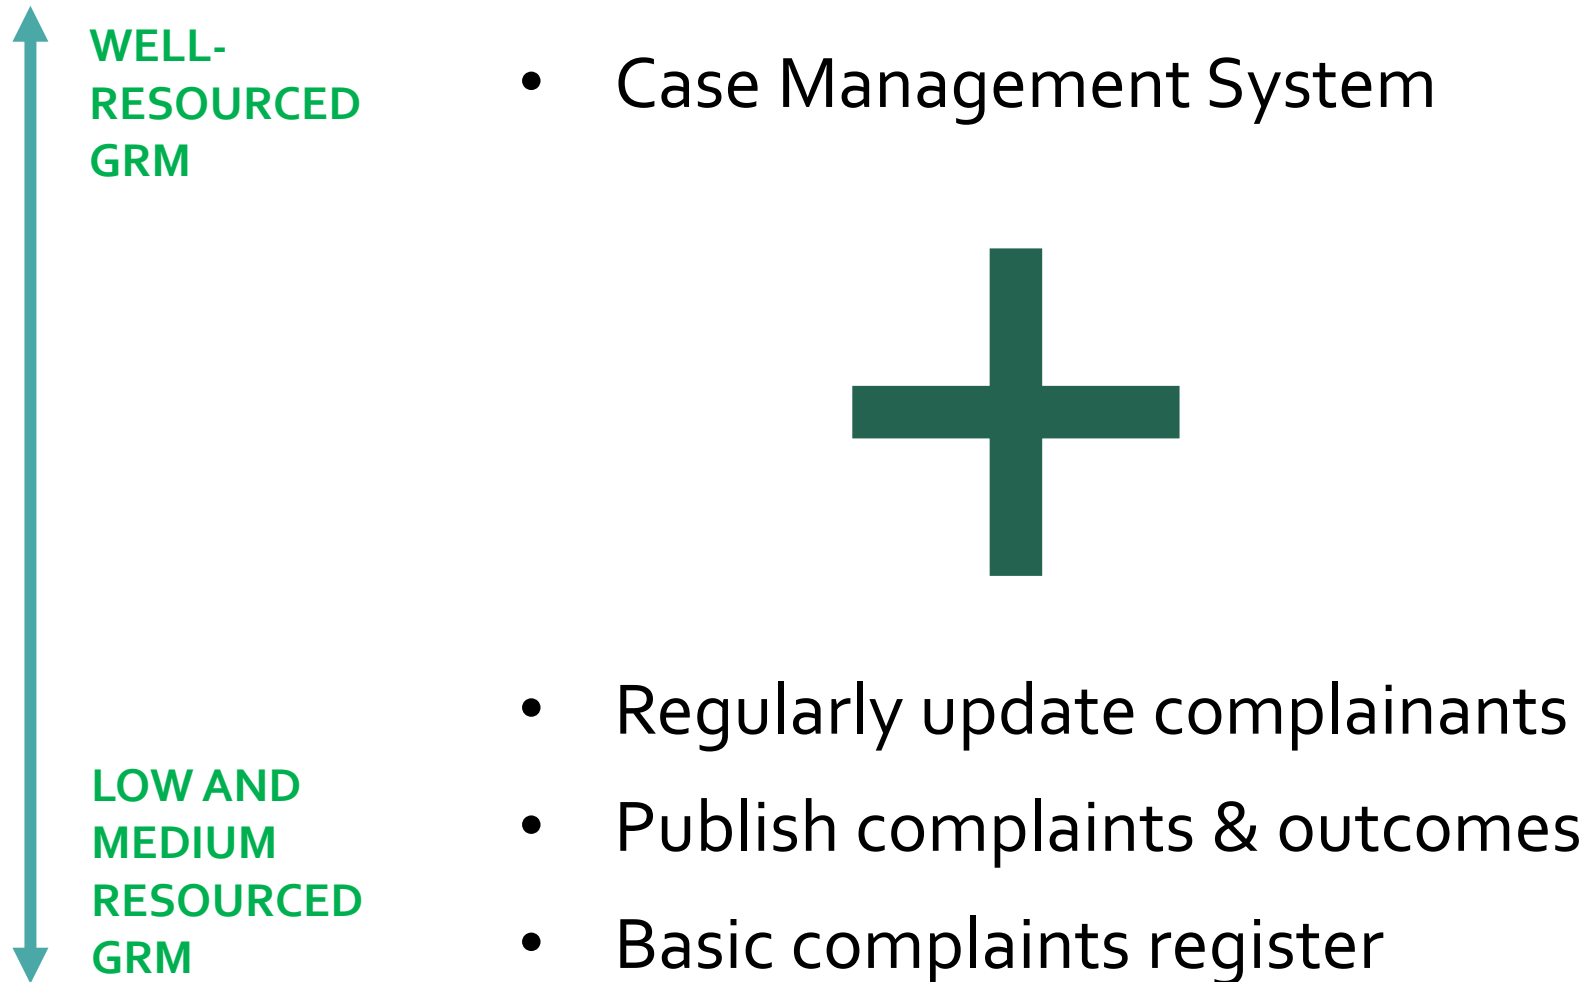 WELL-
RESOURCED
GRM
• Case Management System
• Regularly update complainants
LOW AND
MEDIUM
RESOURCED
GRM
• Publish complaints & outcomes
• Basic complaints register